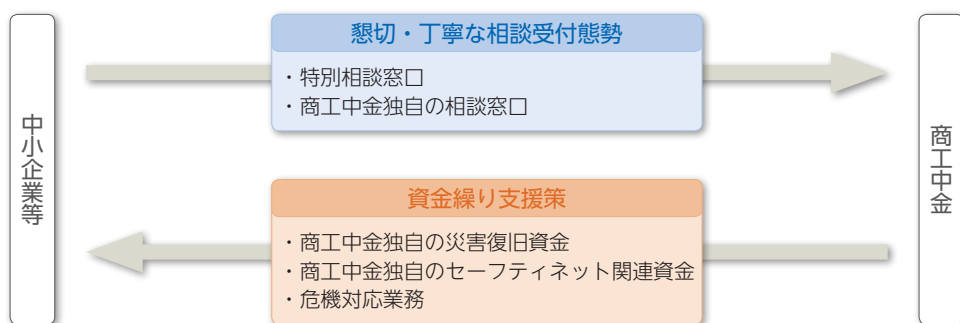 中小企業等
懇切・丁寧な相談受付態勢
・特別相談窓口
・商工中金独自の相談窓口
資金繰り支援策
・商工中金独自の災害復旧資金
・商工中金独自のセーフティネット関連資金
・危機対応業務
商工中金